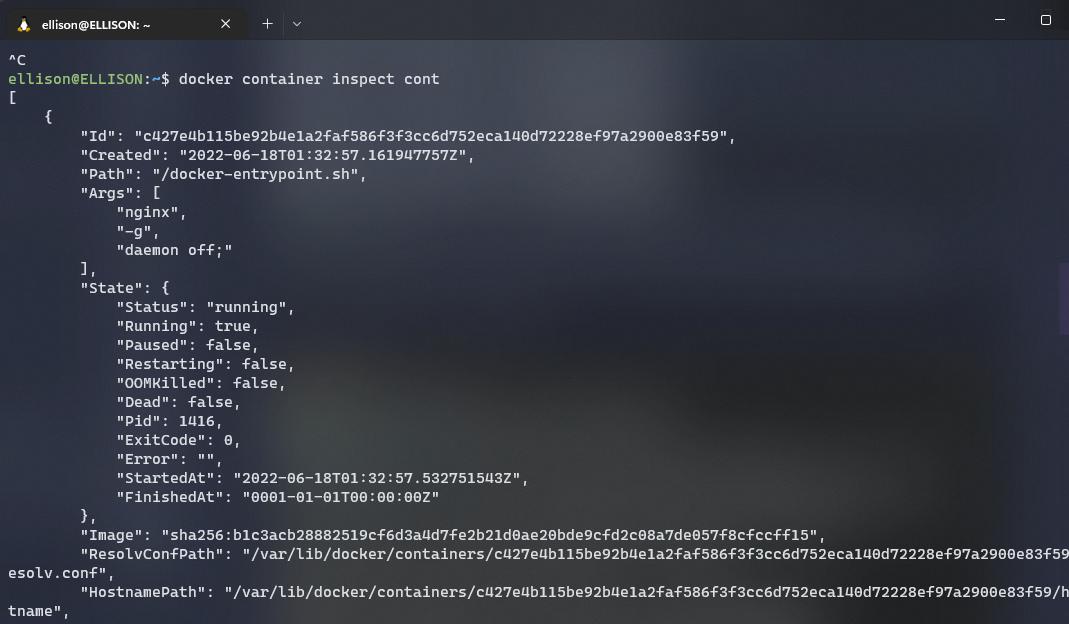 ellison@ELLISON: ~
^C
ellison@ELLISON:~$ docker container inspect cont
[
    {
        "Id": "c427e4b115be92b4e1a2faf586f3f3cc6d752eca140d72228ef97a2900e83f59",
        "Created": "2022-06-18T01:32:57.161947757Z",
        "Path": "/docker-entrypoint.sh",
        "Args": [
            "nginx",
            "-g",
            "daemon off;"
        ],
        "State": {
            "Status": "running",
            "Running": true,
            "Paused": false,
            "Restarting": false,
            "OOMKilled": false,
            "Dead": false,
            "Pid": 1416,
            "ExitCode": 0,
            "Error": "",
            "StartedAt": "2022-06-18T01:32:57.532751543Z",
            "FinishedAt": "0001-01-01T00:00:00Z"
        },
        "Image": "sha256:b1c3acb28882519cf6d3a4d7fe2b21d0ae20bde9cfd2c08a7de057f8cfccff15",
        "ResolvConfPath": "/var/lib/docker/containers/c427e4b115be92b4e1a2faf586f3f3cc6d752eca140d72228ef97a2900e83f59
esolv.conf",
        "HostnamePath": "/var/lib/docker/containers/c427e4b115be92b4e1a2faf586f3f3cc6d752eca140d72228ef97a2900e83f59/h
tname",